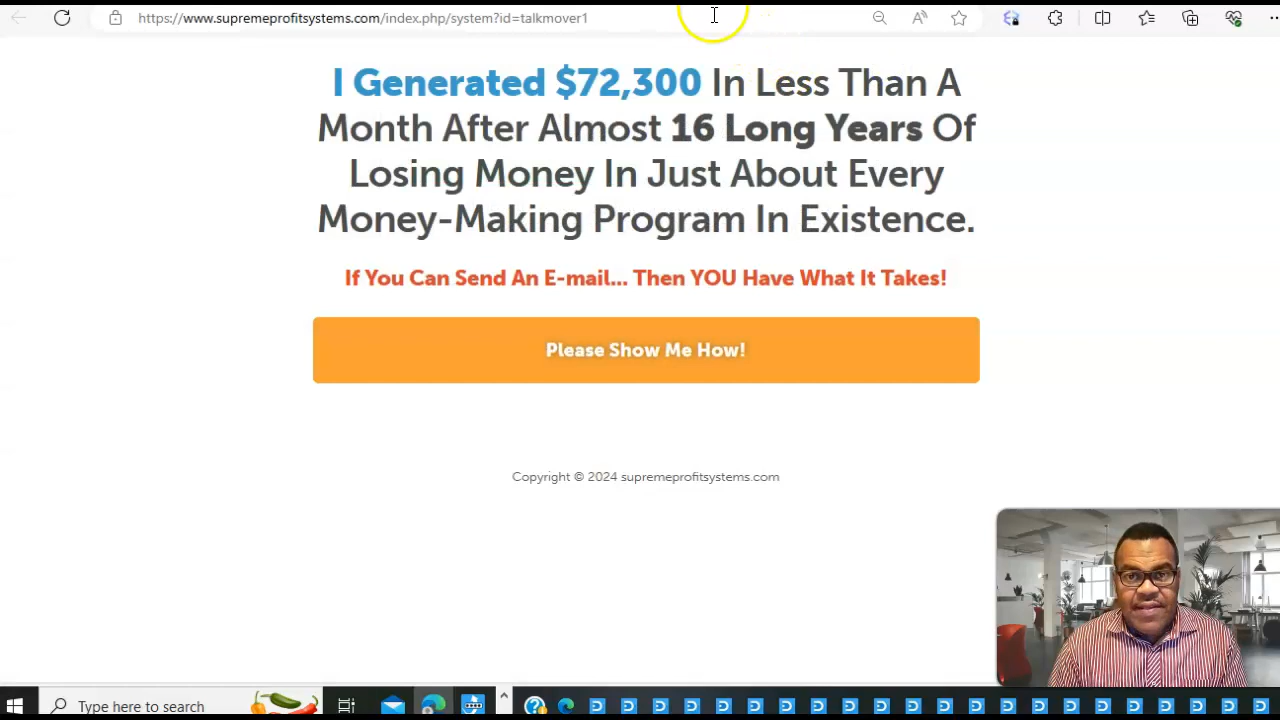 https://www.supremeprofitsystems.com/index.php/system?id=talkmover1
I Generated $72,300 In Less Than A
Month After Almost 16 Long Years Of
Losing Money In Just About Every
Money-Making Program In Existence.
If You Can Send An E-mail... Then YOU Have What It Takes!
Please Show Me How!
Copyright © 2024 supremeprofitsystems.com
Type here to search